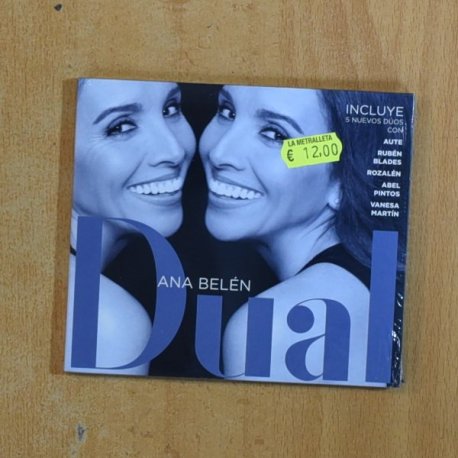 INCLUYE
5 NUEVOS DÚOS
CON
AUTE
RUBÉN
BLADES
ROZALÉN
ABEL
PINTOS
VANESA
MARTÍN
LA METRALLETA
€ 12,00
ANA BELÉN
Dual